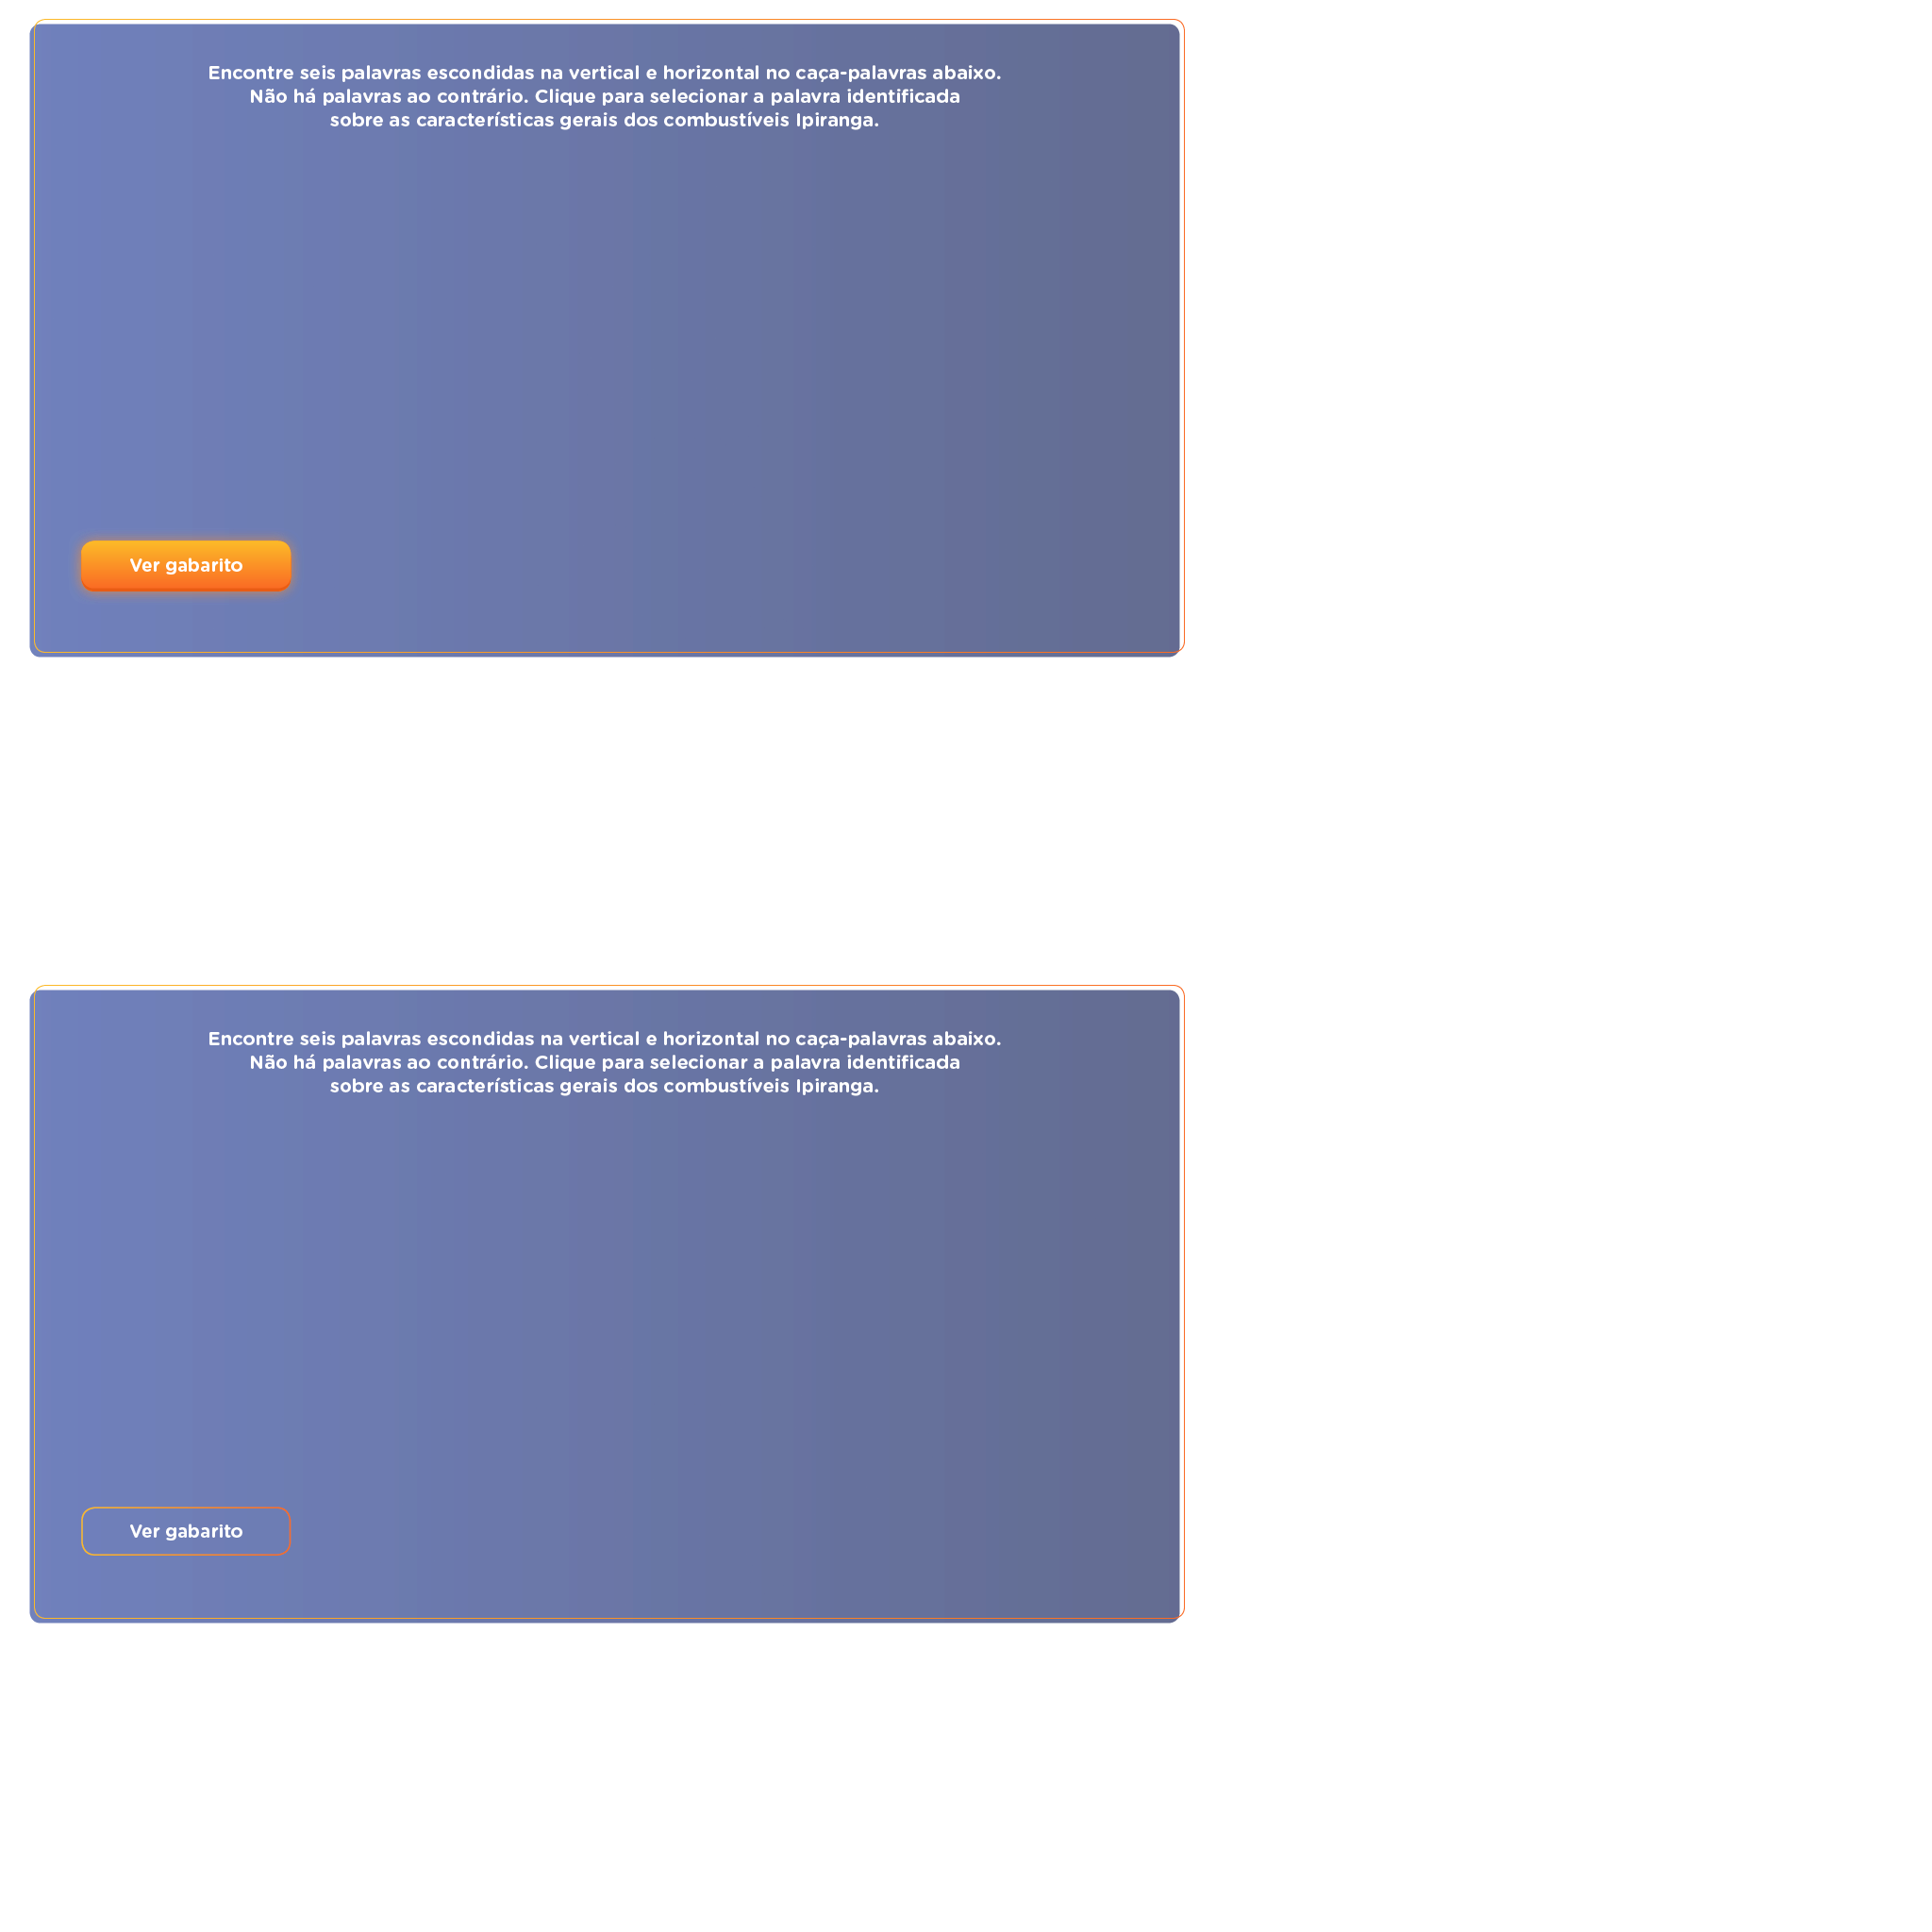 Encontre seis palavras escondidas na vertical e horizontal no caça-palavras abaixo.
Não há palavras ao contrário. Clique para selecionar a palavra identificada
sobre as características gerais dos combustíveis Ipiranga.
Ver gabarito
Encontre seis palavras escondidas na vertical e horizontal no caça-palavras abaixo.
Não há palavras ao contrário. Clique para selecionar a palavra identificada
sobre as características gerais dos combustíveis Ipiranga.
Ver gabarito